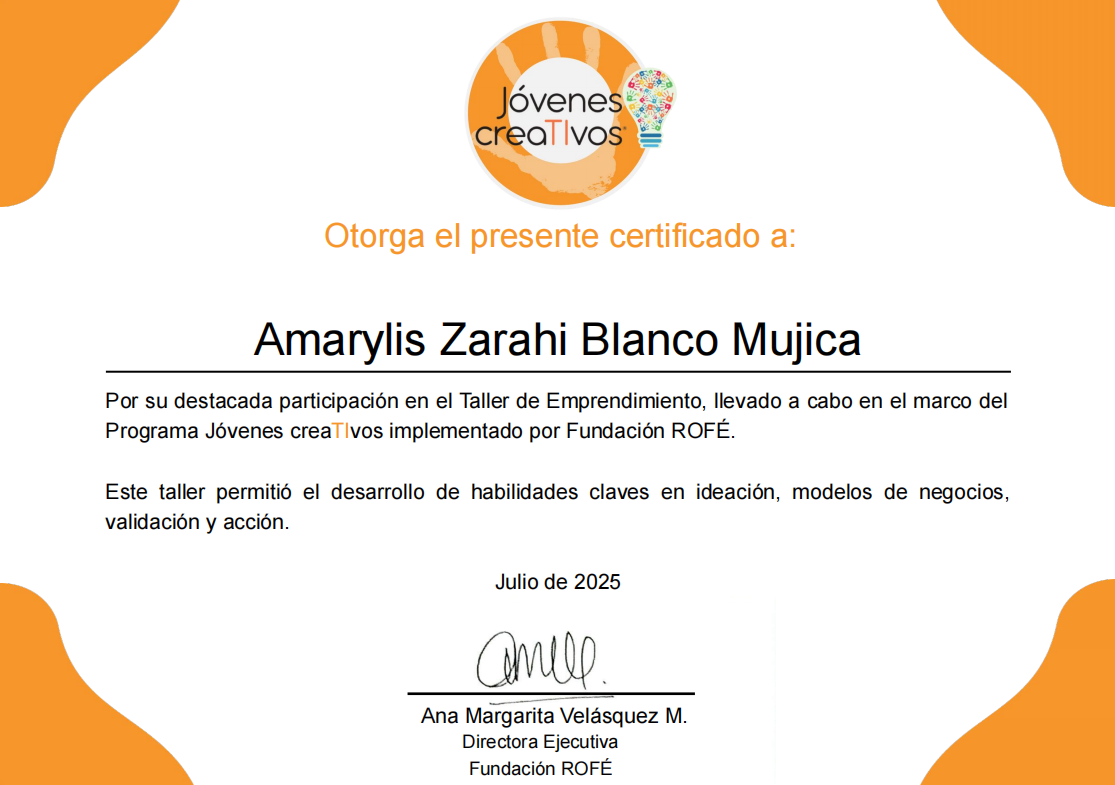 Jóvenes
creaTIvos
Otorga el presente certificado a:
Amarylis Zarahi Blanco Mujica
Por su destacada participación en el Taller de Emprendimiento, llevado a cabo en el marco del
Programa Jóvenes creaTIvos implementado por Fundación ROFÉ.
Este taller permitió el desarrollo de habilidades claves en ideación, modelos de negocios,
validación y acción.
Julio de 2025
Ana Margarita Velásquez M.
Directora Ejecutiva
Fundación ROFÉ